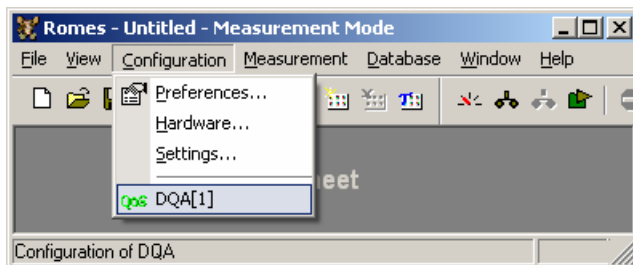 Romes - Untitled - Measurement Mode
File View Configuration Measurement Database Window Help
Preferences...
Hardware...
Settings...
eet
QoS DQA[1]
Configuration of DQA